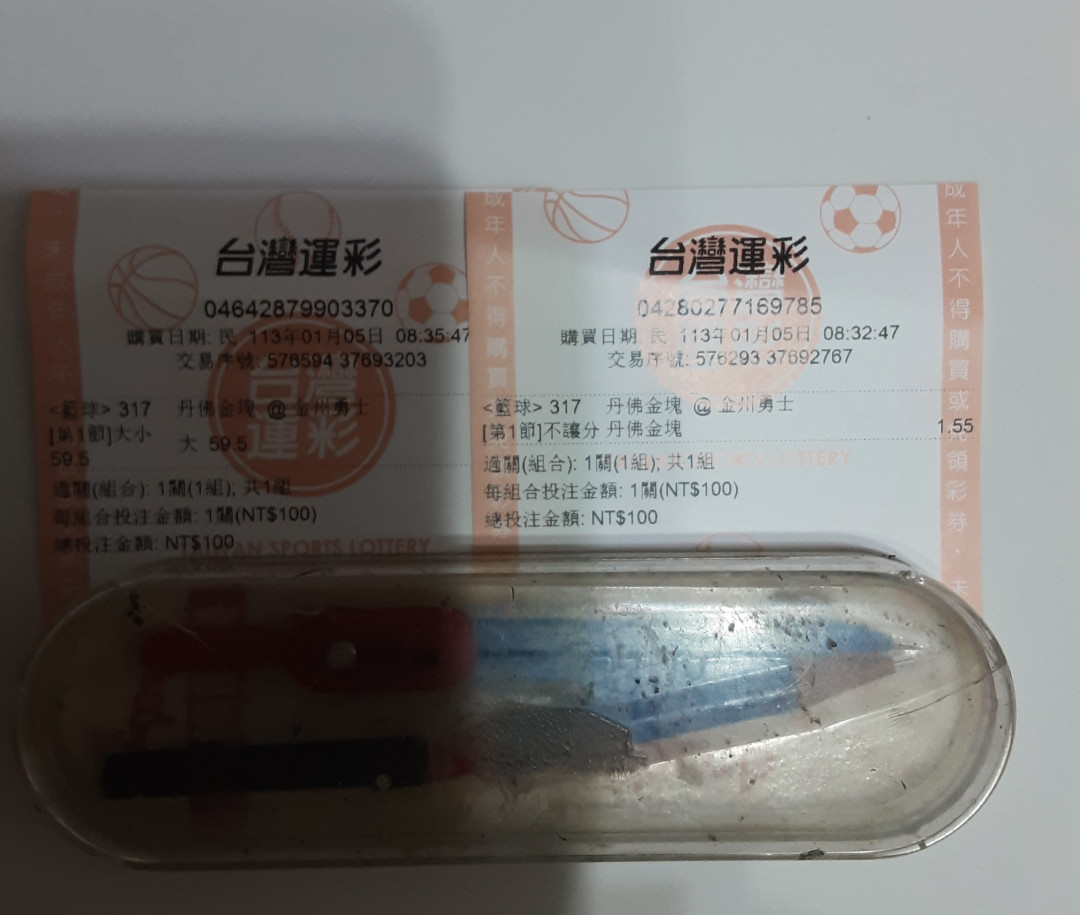 台灣運彩
04642879903370
購買日期: 民 113年01月05日 08:35:47
交易序號: 576594 37693203
<籃球> 317 丹佛金塊 @ 金州勇士
[第1節]大小 大 59.5
59.5
過關(組合): 1關(1組); 共1組
每組合投注金額: 1關(NT$100)
總投注金額: NT$100
台灣運彩
TAIWAN SPORTS LOTTERY
成年人不得購買
台灣運彩
04280277169785
購買日期: 民 113年01月05日 08:32:47
交易序號: 576293 37692767
<籃球> 317 丹佛金塊 @ 金州勇士
[第1節]不讓分 丹佛金塊 1.55
過關(組合): 1關(1組); 共1組
每組合投注金額: 1關(NT$100)
總投注金額: NT$100
成年人不得購買或領彩券，未